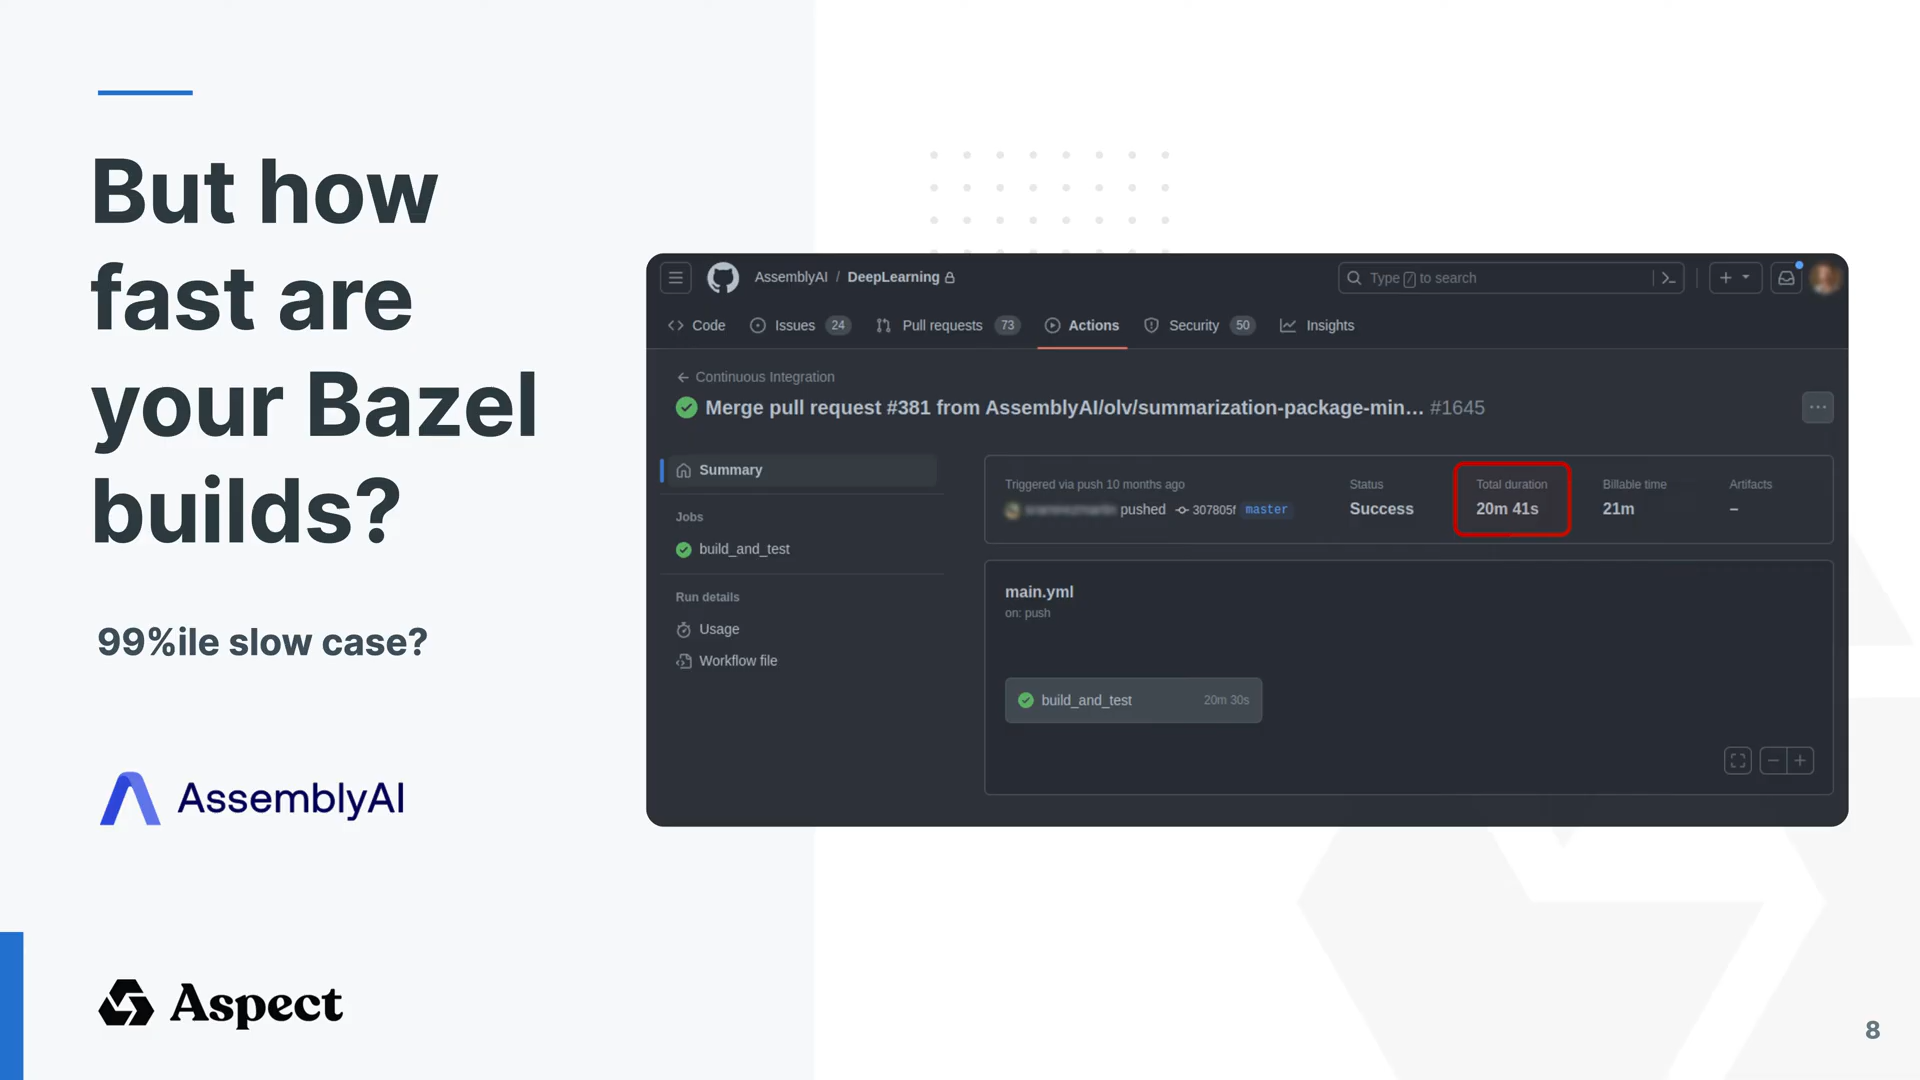 But how
fast are
your Bazel
builds?
99%ile slow case?
AssemblyAI
Aspect
AssemblyAI / DeepLearning
Type / to search
Code
Issues 24
Pull requests 73
Actions
Security 50
Insights
← Continuous Integration
Merge pull request #381 from AssemblyAI/olv/summarization-package-min... #1645
Summary
Jobs
build_and_test
Run details
Usage
Workflow file
Triggered via push 10 months ago
pushed 307805f master
Status
Success
Total duration
20m 41s
Billable time
21m
Artifacts
–
main.yml
on: push
build_and_test 20m 30s
8